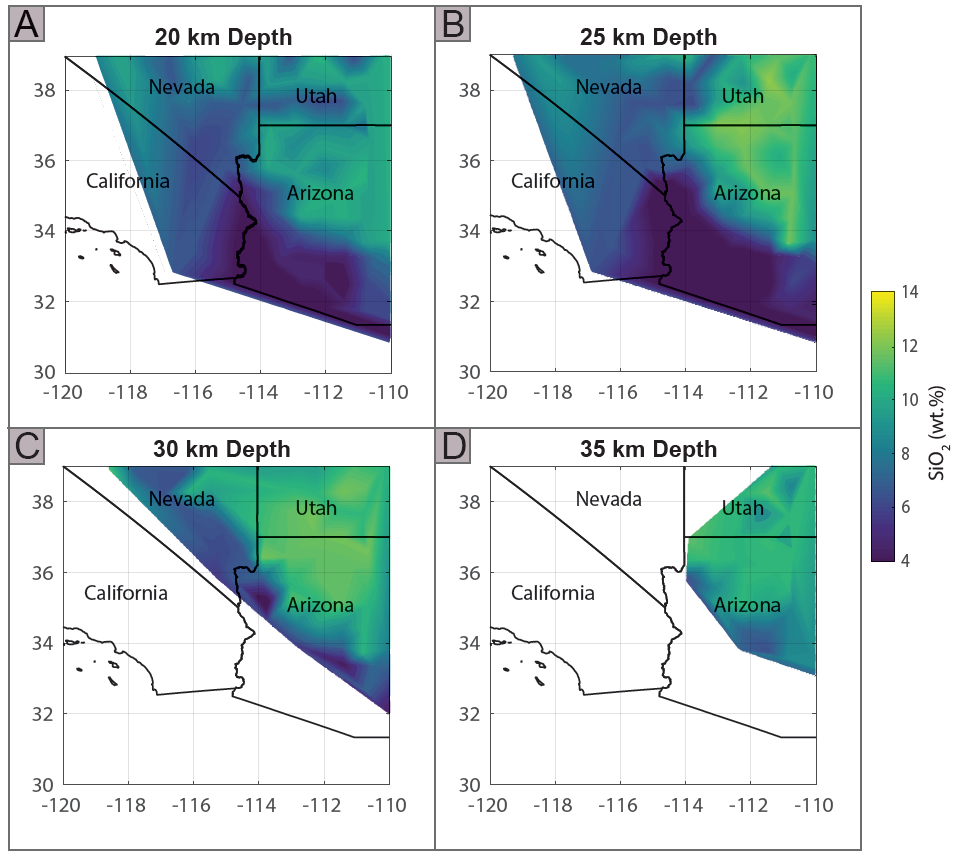 A
20 km Depth
Nevada
Utah
California
Arizona
38
36
34
32
30
-120
-118
-116
-114
-112
-110
B
25 km Depth
Nevada
Utah
California
Arizona
38
36
34
32
30
-120
-118
-116
-114
-112
-110
C
30 km Depth
Nevada
Utah
California
Arizona
38
36
34
32
30
-120
-118
-116
-114
-112
-110
D
35 km Depth
Nevada
Utah
California
Arizona
38
36
34
32
30
-120
-118
-116
-114
-112
-110
14
12
10
8
6
4
SiO₂ (wt.%)